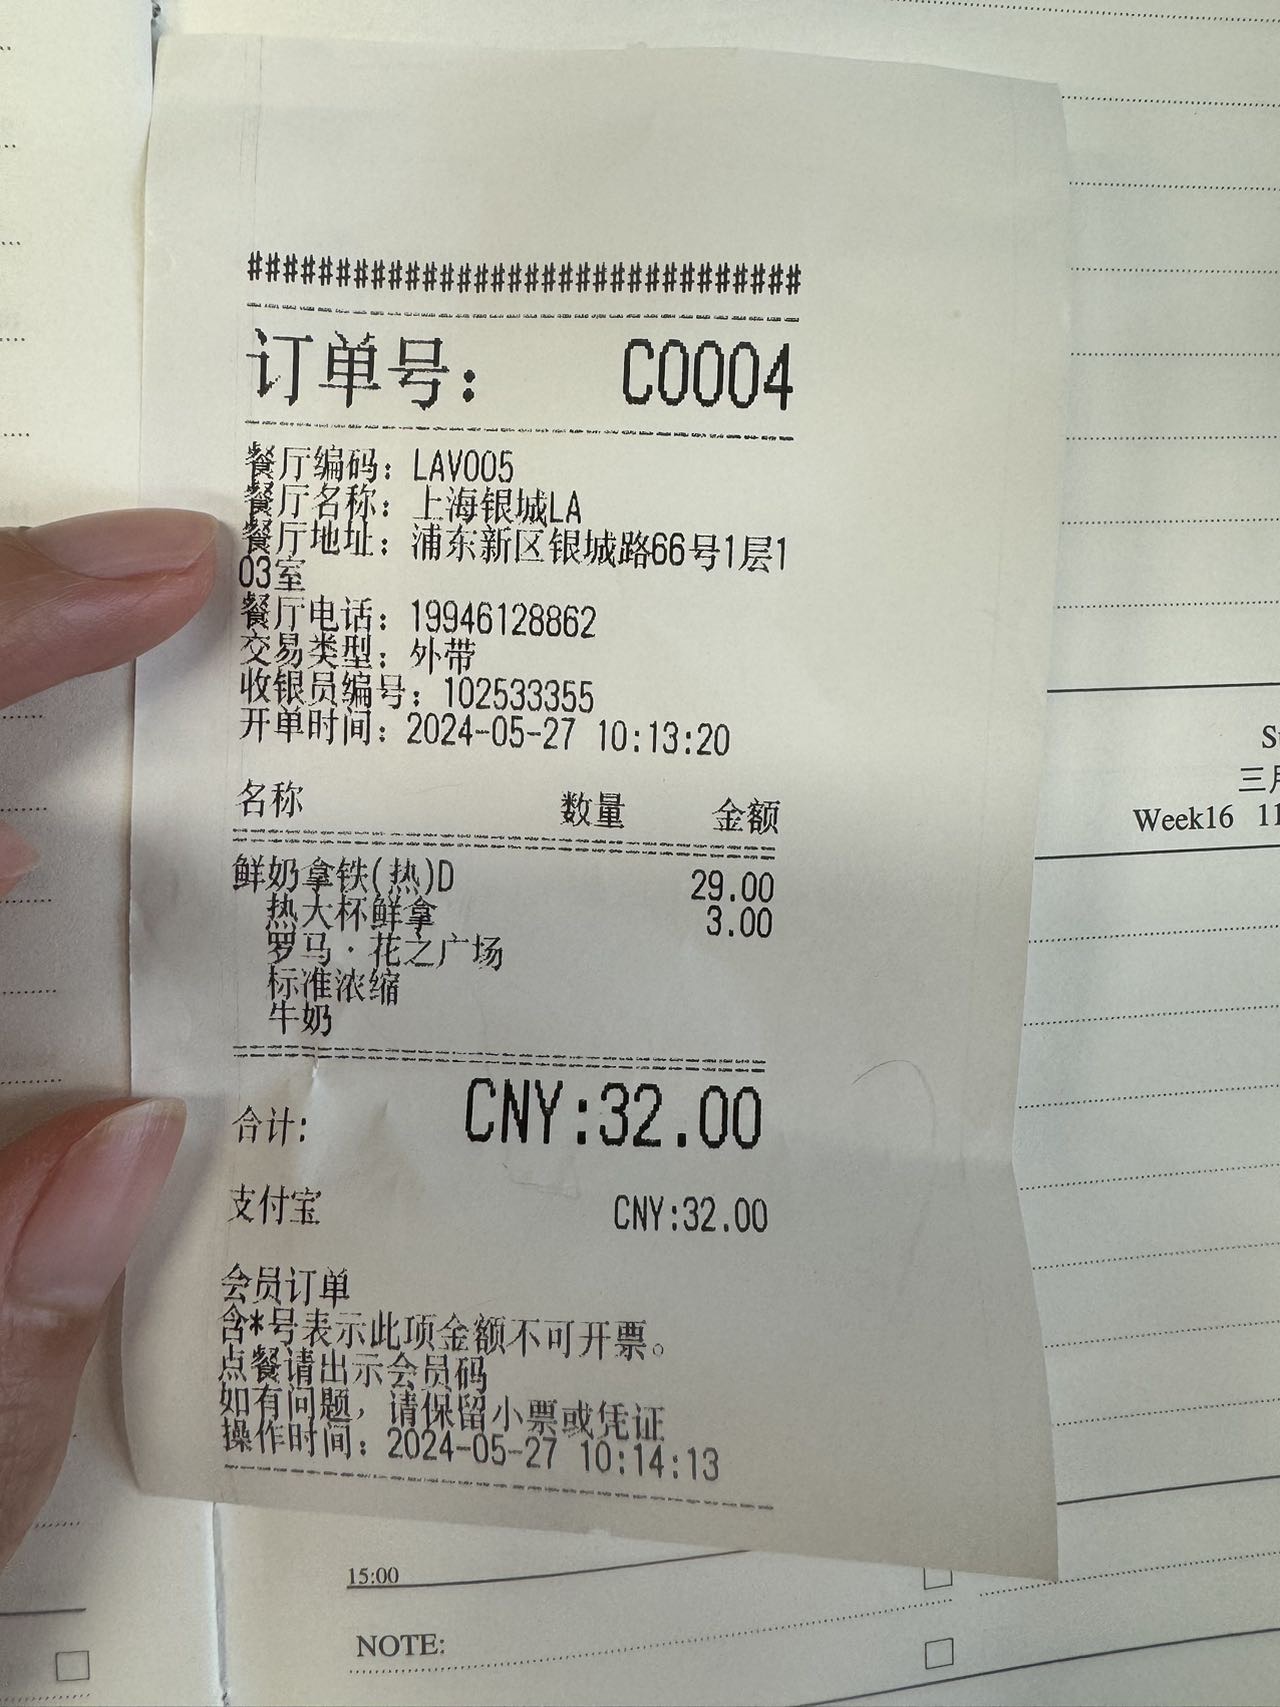 ###############################
订单号： C0004
餐厅编码：LAV005
餐厅名称：上海银城LA
餐厅地址：浦东新区银城路66号1层1
03室
餐厅电话：19946128862
交易类型：外带
收银员编号：102533355
开单时间：2024-05-27 10:13:20
名称 数量 金额
鲜奶拿铁(热)D 29.00
热大杯鲜拿 3.00
罗马·花之广场
标准浓缩
牛奶
合计: CNY:32.00
支付宝 CNY:32.00
会员订单
含*号表示此项金额不可开票。
点餐请出示会员码
如有问题，请保留小票或凭证
操作时间：2024-05-27 10:14:13
三月
Week16 11
15:00
NOTE: